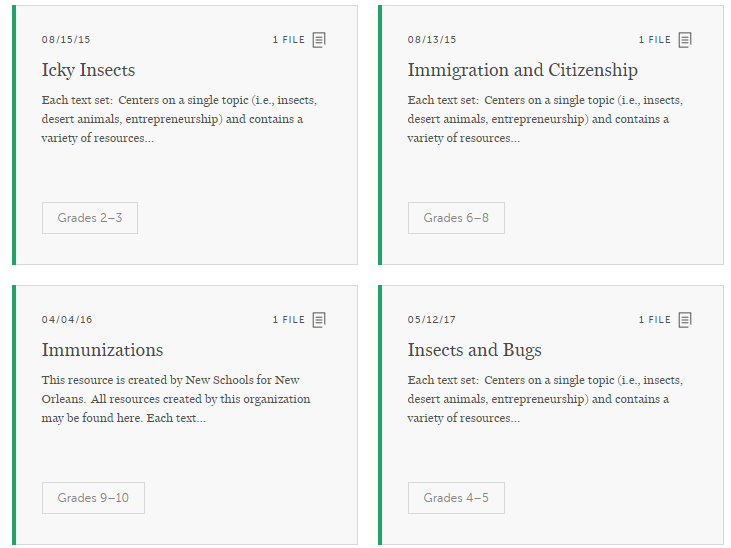 08/15/15 1 FILE
Icky Insects
Each text set: Centers on a single topic (i.e., insects,
desert animals, entrepreneurship) and contains a
variety of resources...
Grades 2–3
08/13/15 1 FILE
Immigration and Citizenship
Each text set: Centers on a single topic (i.e., insects,
desert animals, entrepreneurship) and contains a
variety of resources...
Grades 6–8
04/04/16 1 FILE
Immunizations
This resource is created by New Schools for New
Orleans. All resources created by this organization
may be found here. Each text...
Grades 9–10
05/12/17 1 FILE
Insects and Bugs
Each text set: Centers on a single topic (i.e., insects,
desert animals, entrepreneurship) and contains a
variety of resources...
Grades 4–5